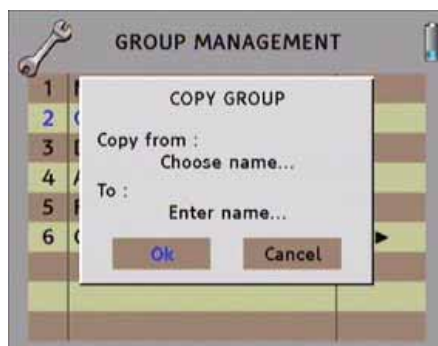 GROUP MANAGEMENT
COPY GROUP
1
2
3
4
5
6
Copy from :
Choose name...
To :
Enter name...
Ok
Cancel